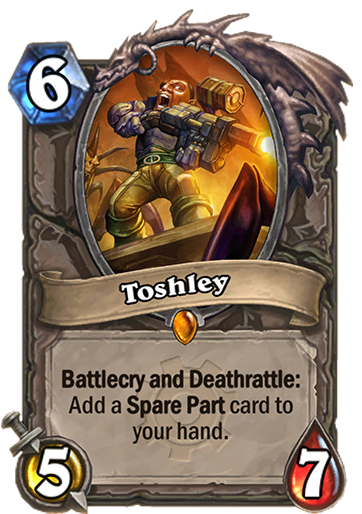 6
Toshley
Battlecry and Deathrattle:
Add a Spare Part card to
your hand.
5
7